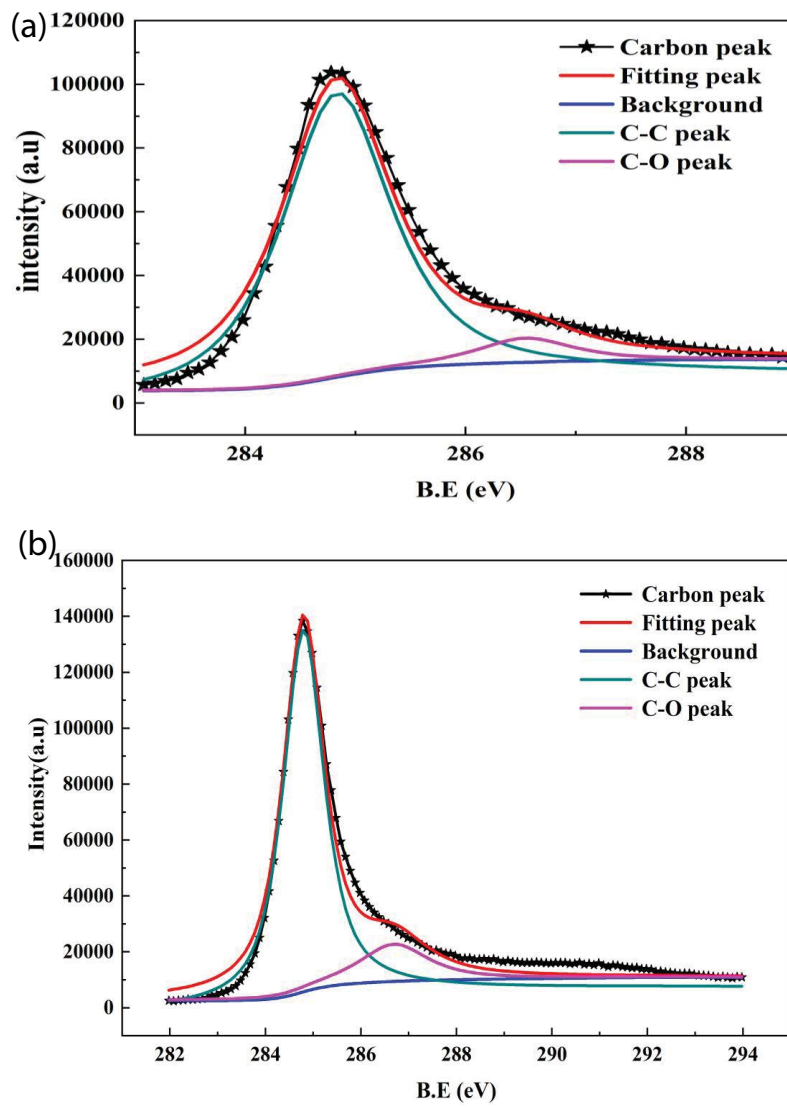 (a)
120000
100000
80000
60000
40000
20000
0
intensity (a.u)
Carbon peak
Fitting peak
Background
C-C peak
C-O peak
284 286 288
B.E (eV)
(b)
160000
140000
120000
100000
80000
60000
40000
20000
0
Intensity(a.u)
Carbon peak
Fitting peak
Background
C-C peak
C-O peak
282 284 286 288 290 292 294
B.E (eV)